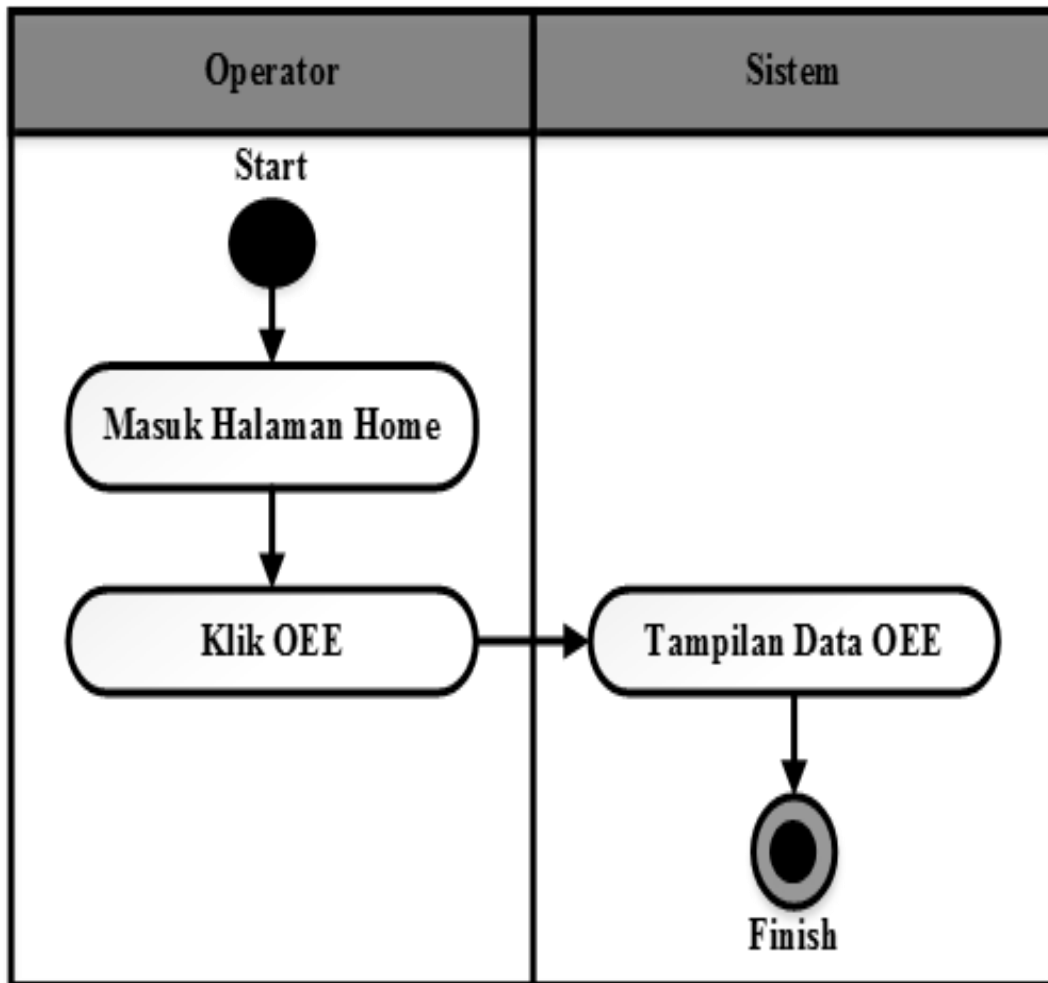 Operator
Sistem
Start
Masuk Halaman Home
Klik OEE
Tampilan Data OEE
Finish